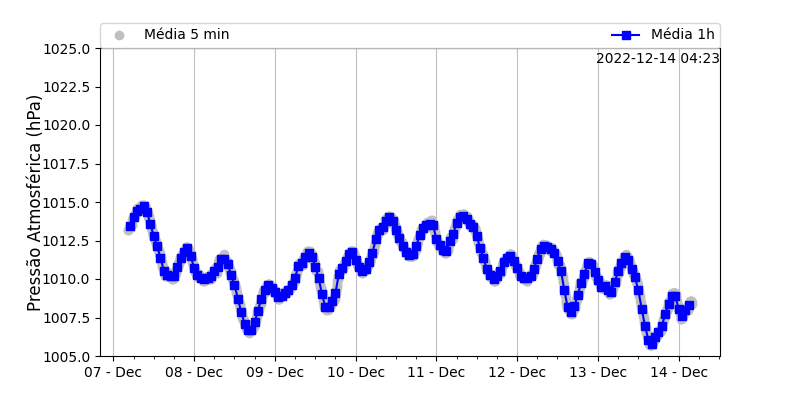 Média 5 min
Média 1h
2022-12-14 04:23
Pressão Atmosférica (hPa)
1025.0
1022.5
1020.0
1017.5
1015.0
1012.5
1010.0
1007.5
1005.0
07 - Dec
08 - Dec
09 - Dec
10 - Dec
11 - Dec
12 - Dec
13 - Dec
14 - Dec